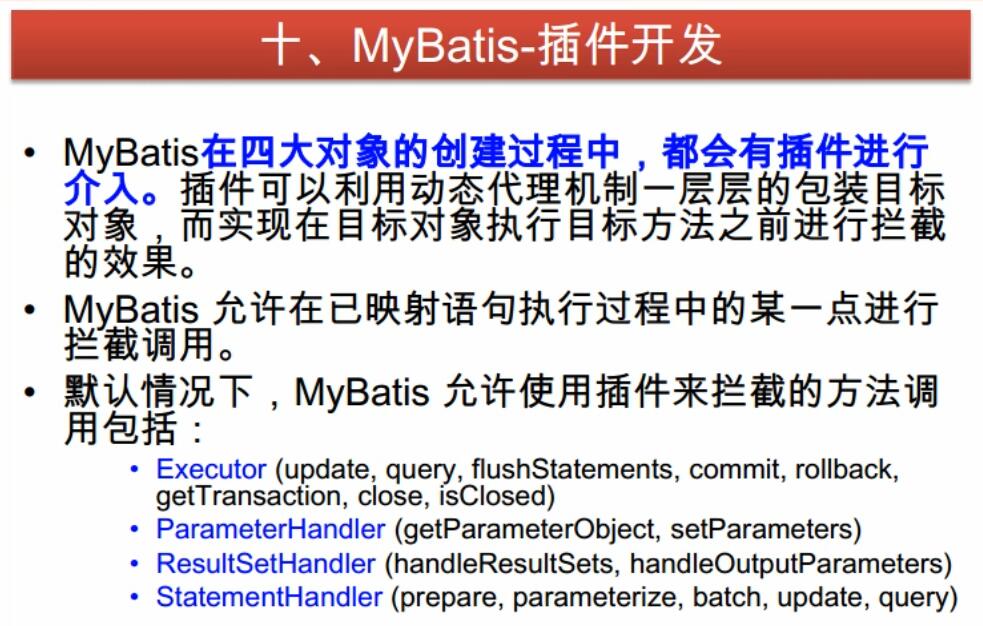 十、MyBatis-插件开发
• MyBatis在四大对象的创建过程中，都会有插件进行
介入。插件可以利用动态代理机制一层层的包装目标
对象，而实现在目标对象执行目标方法之前进行拦截
的效果。
• MyBatis 允许在已映射语句执行过程中的某一点进行
拦截调用。
• 默认情况下，MyBatis 允许使用插件来拦截的方法调
用包括：
• Executor (update, query, flushStatements, commit, rollback,
getTransaction, close, isClosed)
• ParameterHandler (getParameterObject, setParameters)
• ResultSetHandler (handleResultSets, handleOutputParameters)
• StatementHandler (prepare, parameterize, batch, update, query)